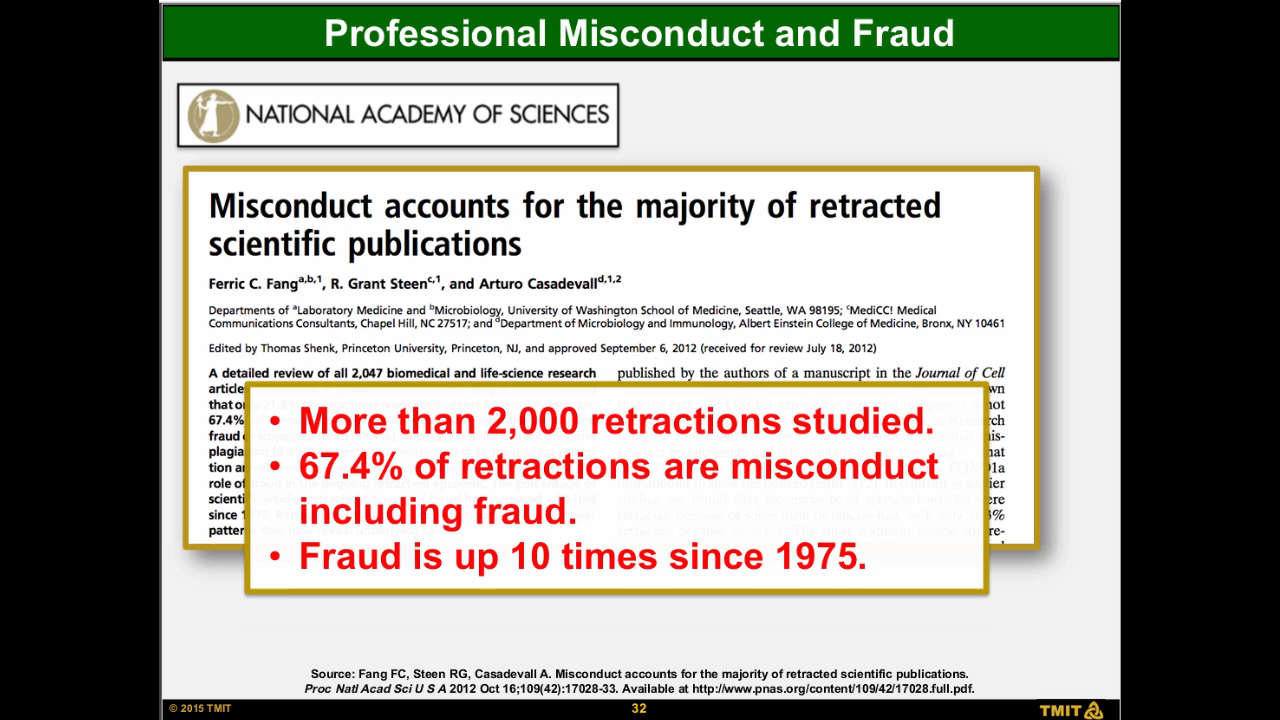 Professional Misconduct and Fraud
NATIONAL ACADEMY OF SCIENCES
Misconduct accounts for the majority of retracted
scientific publications
Ferric C. Fang^a,b,1, R. Grant Steen^c,1, and Arturo Casadevall^d,1,2
Departments of ^aLaboratory Medicine and ^bMicrobiology, University of Washington School of Medicine, Seattle, WA 98195; ^cMediCC! Medical
Communications Consultants, Chapel Hill, NC 27517; and ^dDepartment of Microbiology and Immunology, Albert Einstein College of Medicine, Bronx, NY 10461
Edited by Thomas Shenk, Princeton University, Princeton, NJ, and approved September 6, 2012 (received for review July 18, 2012)
A detailed review of all 2,047 biomedical and life-science research
published by the authors of a manuscript in the Journal of Cell
67.4%
fraud
role of
since
• More than 2,000 retractions studied.
• 67.4% of retractions are misconduct
including fraud.
• Fraud is up 10 times since 1975.
Source: Fang FC, Steen RG, Casadevall A. Misconduct accounts for the majority of retracted scientific publications.
Proc Natl Acad Sci U S A 2012 Oct 16;109(42):17028-33. Available at http://www.pnas.org/content/109/42/17028.full.pdf.
© 2015 TMIT
32
TMIT